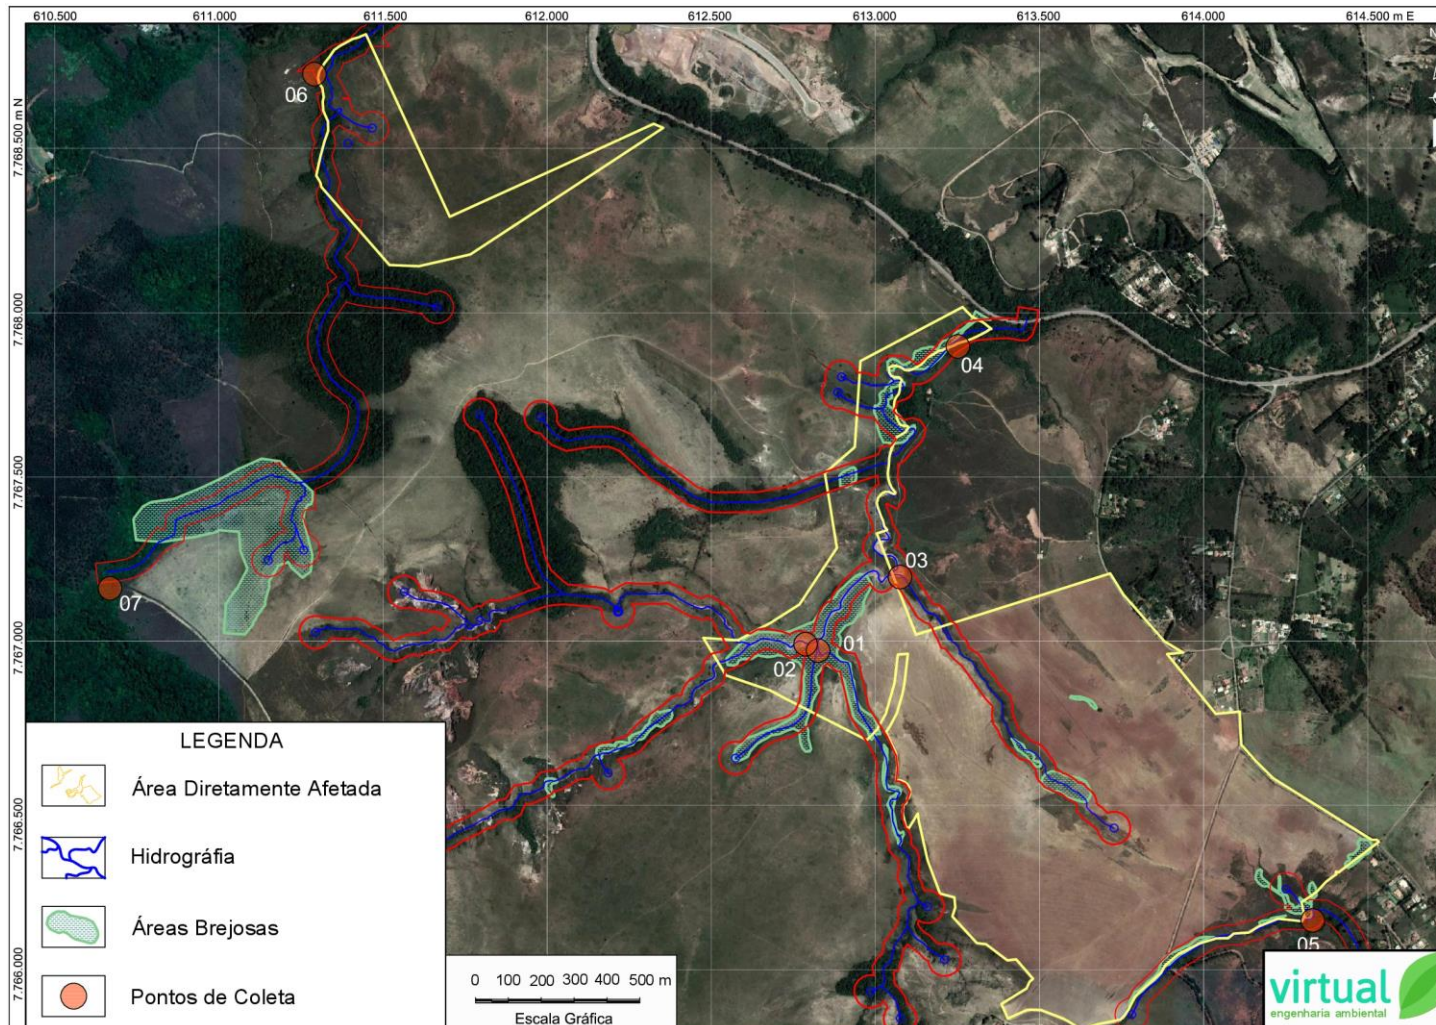 610.500 611.000 611.500 612.000 612.500 613.000 613.500 614.000 614.500 m E
N
7.768.500 m N
7.768.000
7.767.500
7.767.000
7.766.500
7.766.000
06
04
03
07
01
02
05
LEGENDA
Área Diretamente Afetada
Hidrográfia
Áreas Brejosas
Pontos de Coleta
0 100 200 300 400 500 m
Escala Gráfica
virtual
engenharia ambiental